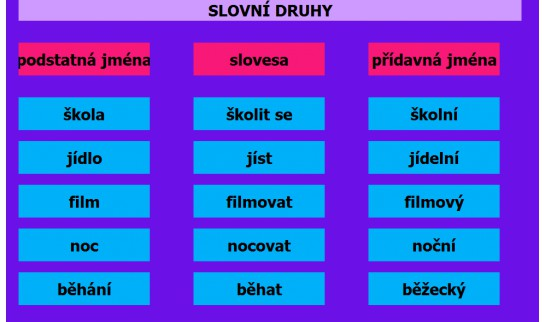 SLOVNÍ DRUHY
podstatná jména slovesa přídavná jména
škola školit se školní
jídlo jíst jídelní
film filmovat filmový
noc nocovat noční
běhání běhat běžecký